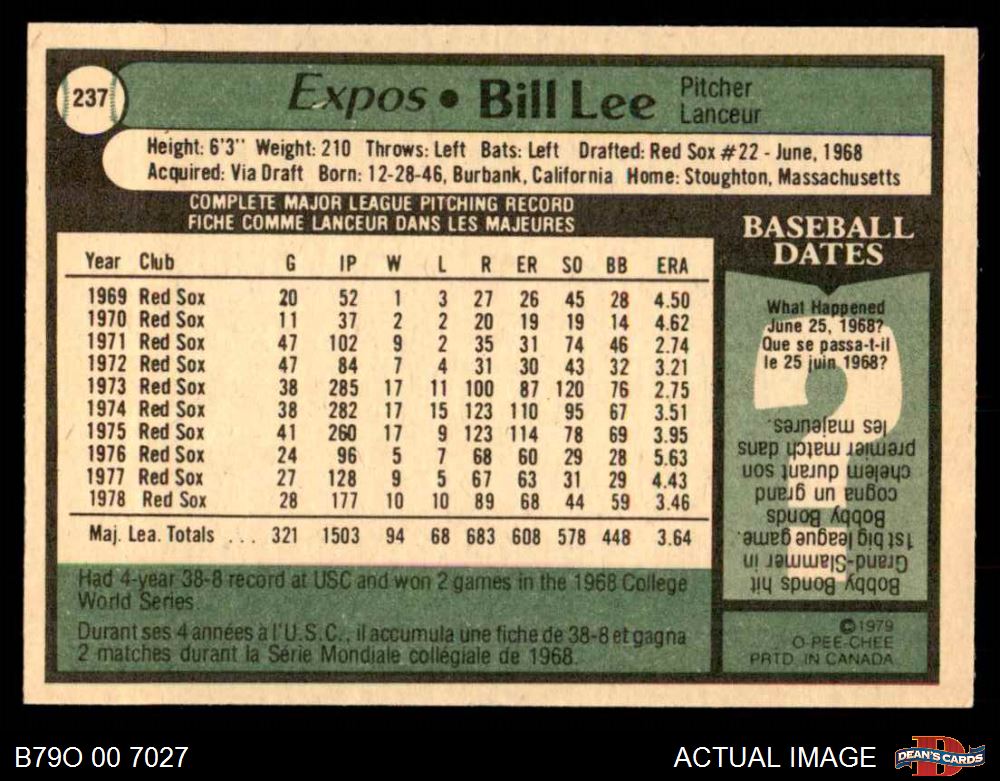 237
Expos • Bill Lee
Pitcher
Lanceur
Height: 6'3'' Weight: 210 Throws: Left Bats: Left Drafted: Red Sox #22 - June, 1968
Acquired: Via Draft Born: 12-28-46, Burbank, California Home: Stoughton, Massachusetts
COMPLETE MAJOR LEAGUE PITCHING RECORD
FICHE COMME LANCEUR DANS LES MAJEURES
Year Club G IP W L R ER SO BB ERA
1969 Red Sox 20 52 1 3 27 26 45 28 4.50
1970 Red Sox 11 37 2 2 20 19 19 14 4.62
1971 Red Sox 47 102 9 2 35 31 74 46 2.74
1972 Red Sox 47 84 7 4 31 30 43 32 3.21
1973 Red Sox 38 285 17 11 100 87 120 76 2.75
1974 Red Sox 38 282 17 15 123 110 95 67 3.51
1975 Red Sox 41 260 17 9 123 114 78 69 3.95
1976 Red Sox 24 96 5 7 68 60 29 28 5.63
1977 Red Sox 27 128 9 5 67 63 31 29 4.43
1978 Red Sox 28 177 10 10 89 68 44 59 3.46
Maj. Lea. Totals ... 321 1503 94 68 683 608 578 448 3.64
Had 4-year 38-8 record at USC and won 2 games in the 1968 College
World Series.
Durant ses 4 années à l'U.S.C., il accumula une fiche de 38-8 et gagna
2 matches durant la Série Mondiale collégiale de 1968.
BASEBALL
DATES
What Happened
June 25, 1968?
Que se passa-t-il
le 25 juin 1968?
Bobby Bonds hit
Grand-Slammer in
1st big league game.
Bobby Bonds
cogna un grand
chelem durant son
premier match dans
les majeures.
©1979
O-PEE-CHEE
PRTD. IN CANADA
B79O 00 7027
ACTUAL IMAGE
D
DEAN'S CARDS